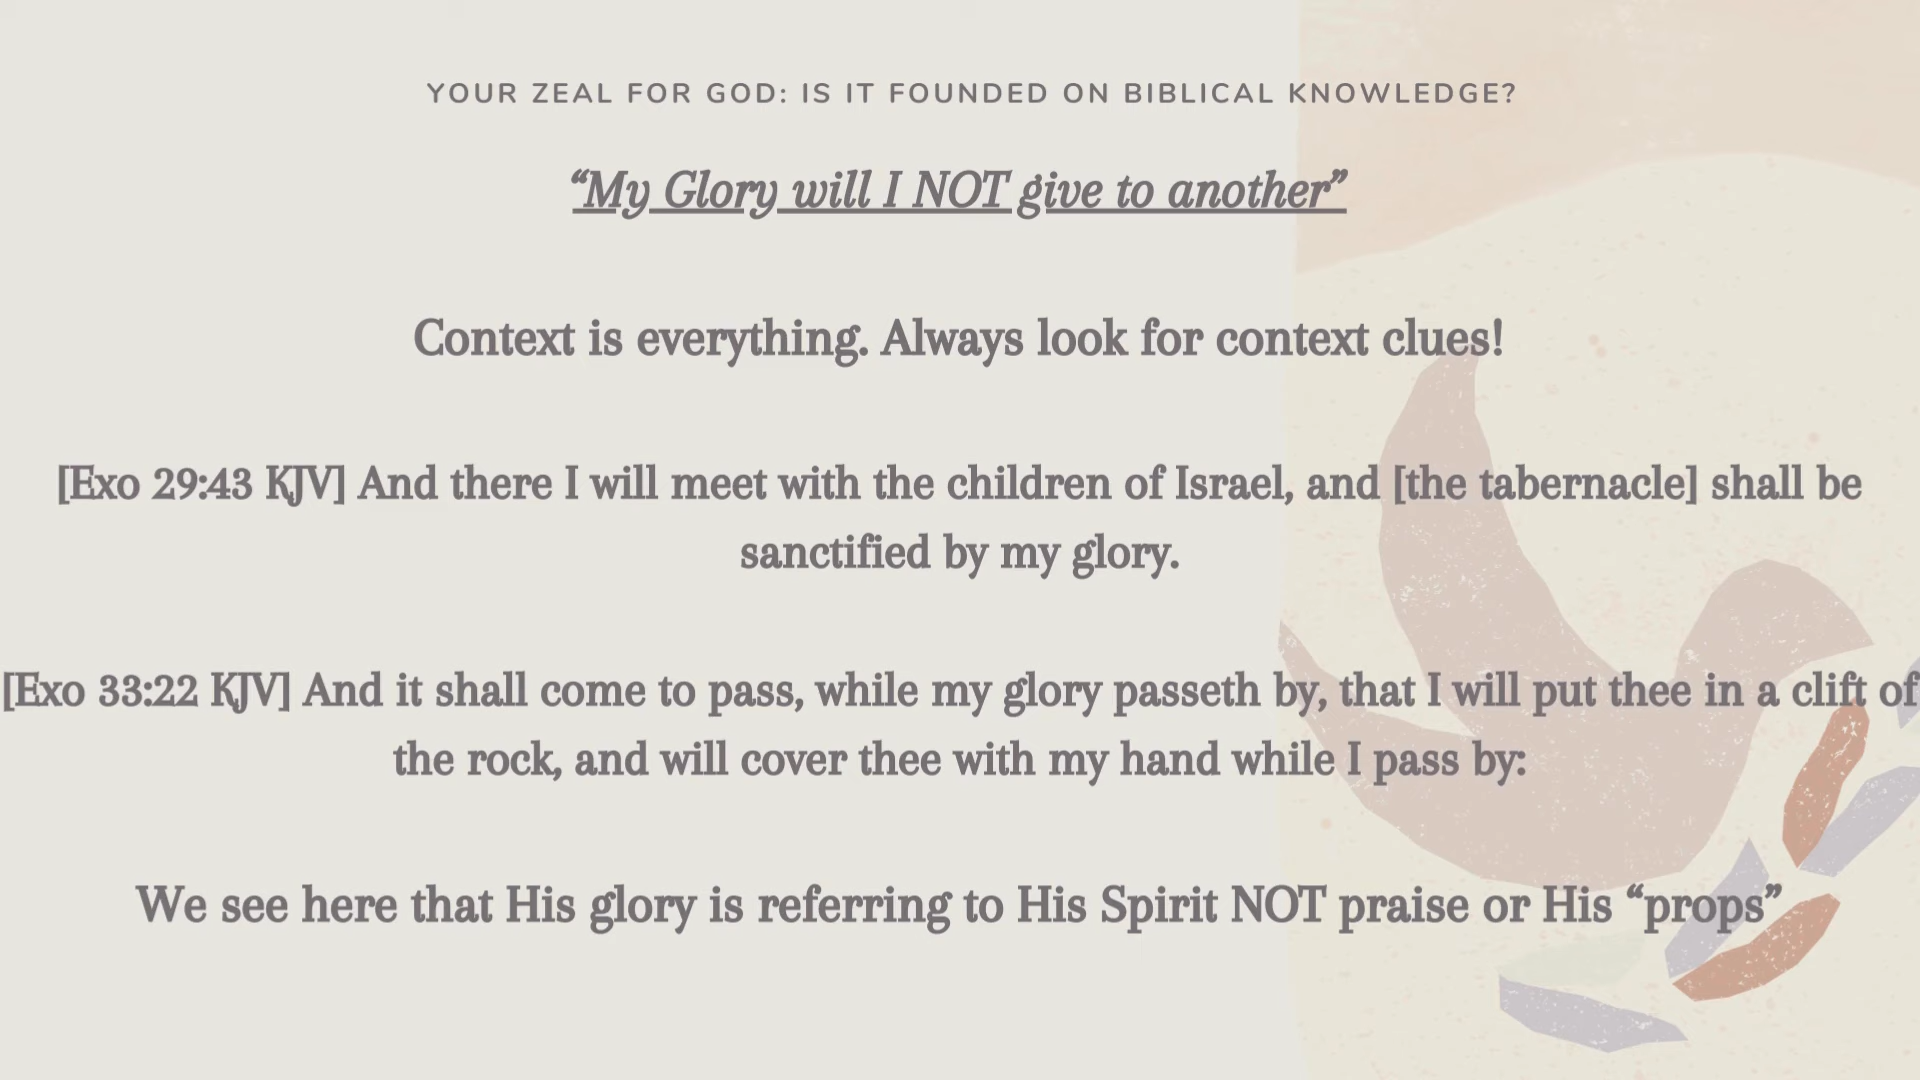 YOUR ZEAL FOR GOD: IS IT FOUNDED ON BIBLICAL KNOWLEDGE?
“My Glory will I NOT give to another”
Context is everything. Always look for context clues!
[Exo 29:43 KJV] And there I will meet with the children of Israel, and [the tabernacle] shall be
sanctified by my glory.
[Exo 33:22 KJV] And it shall come to pass, while my glory passeth by, that I will put thee in a clift of
the rock, and will cover thee with my hand while I pass by:
We see here that His glory is referring to His Spirit NOT praise or His “props”